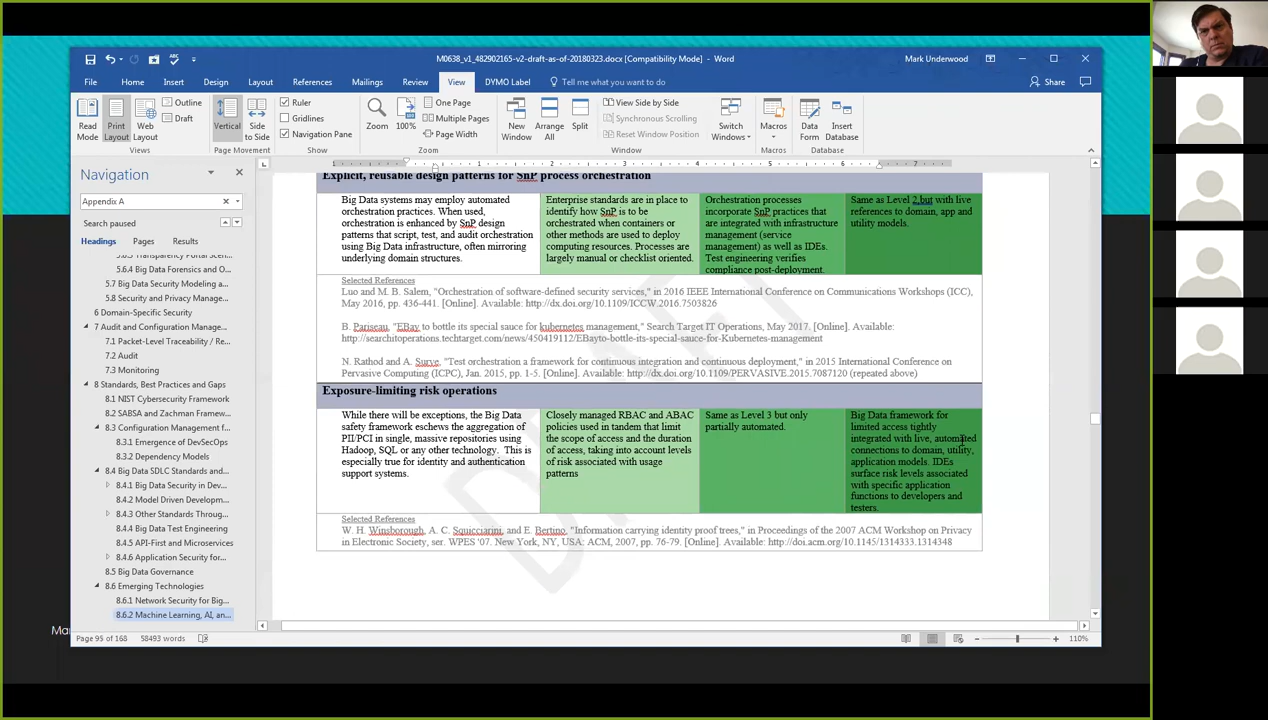 M0638_v1_482902165-v2-draft-as-of-20180323.docx [Compatibility Mode] - Word
Mark Underwood
File Home Insert Design Layout References Mailings Review View DYMO Label Tell me what you want to do Share
Read Mode
Print Layout
Web Layout
Outline
Draft
Views
Vertical
Side to Side
Page Movement
Ruler
Gridlines
Navigation Pane
Show
Zoom
100%
One Page
Multiple Pages
Page Width
Zoom
New Window
Arrange All
Split
View Side by Side
Synchronous Scrolling
Reset Window Position
Switch Windows
Window
Macros
Macros
Data Form
Insert Database
Database
Navigation
Appendix A
Search paused
Headings Pages Results
5.6.4 Big Data Forensics and O...
5.7 Big Data Security Modeling a...
5.8 Security and Privacy Manage...
6 Domain-Specific Security
7 Audit and Configuration Manage...
7.1 Packet-Level Traceability / Re...
7.2 Audit
7.3 Monitoring
8 Standards, Best Practices and Gaps
8.1 NIST Cybersecurity Framework
8.2 SABSA and Zachman Framew...
8.3 Configuration Management f...
8.3.1 Emergence of DevSecOps
8.3.2 Dependency Models
8.4 Big Data SDLC Standards and...
8.4.1 Big Data Security in Dev...
8.4.2 Model Driven Developm...
8.4.3 Other Standards Throug...
8.4.4 Big Data Test Engineering
8.4.5 API-First and Microservices
8.4.6 Application Security for...
8.5 Big Data Governance
8.6 Emerging Technologies
8.6.1 Network Security for Big...
8.6.2 Machine Learning, AI, an...
1 1 2 3 4 5 6 7
Explicit, reusable design patterns for SnP process orchestration
Big Data systems may employ automated
orchestration practices. When used,
orchestration is enhanced by SnP design
patterns that script, test, and audit orchestration
using Big Data infrastructure, often mirroring
underlying domain structures.
Enterprise standards are in place to
identify how SnP is to be
orchestrated when containers or
other methods are used to deploy
computing resources. Processes are
largely manual or checklist oriented.
Orchestration processes
incorporate SnP practices that
are integrated with infrastructure
management (service
management) as well as IDEs.
Test engineering verifies
compliance post-deployment.
Same as Level 2,but with live
references to domain, app and
utility models.
Selected References
Luo and M. B. Salem, "Orchestration of software-defined security services," in 2016 IEEE International Conference on Communications Workshops (ICC),
May 2016, pp. 436-441. [Online]. Available: http://dx.doi.org/10.1109/ICCW.2016.7503826
B. Pariseau, "EBay to bottle its special sauce for kubernetes management," Search Target IT Operations, May 2017. [Online]. Available:
http://searchitoperations.techtarget.com/news/450419112/EBayto-bottle-its-special-sauce-for-Kubernetes-management
N. Rathod and A. Surve, "Test orchestration a framework for continuous integration and continuous deployment," in 2015 International Conference on
Pervasive Computing (ICPC), Jan. 2015, pp. 1-5. [Online]. Available: http://dx.doi.org/10.1109/PERVASIVE.2015.7087120 (repeated above)
Exposure-limiting risk operations
While there will be exceptions, the Big Data
safety framework eschews the aggregation of
PII/PCI in single, massive repositories using
Hadoop, SQL or any other technology. This is
especially true for identity and authentication
support systems.
Closely managed RBAC and ABAC
policies used in tandem that limit
the scope of access and the duration
of access, taking into account levels
of risk associated with usage
patterns
Same as Level 3 but only
partially automated.
Big Data framework for
limited access tightly
integrated with live, automated
connections to domain, utility,
application models. IDEs
surface risk levels associated
with specific application
functions to developers and
testers.
Selected References
W. H. Winsborough, A. C. Squicciarini, and E. Bertino, "Information carrying identity proof trees," in Proceedings of the 2007 ACM Workshop on Privacy
in Electronic Society, ser. WPES '07. New York, NY, USA: ACM, 2007, pp. 76-79. [Online]. Available: http://doi.acm.org/10.1145/1314333.1314348
DRAFT
Page 95 of 168 58493 words
110%